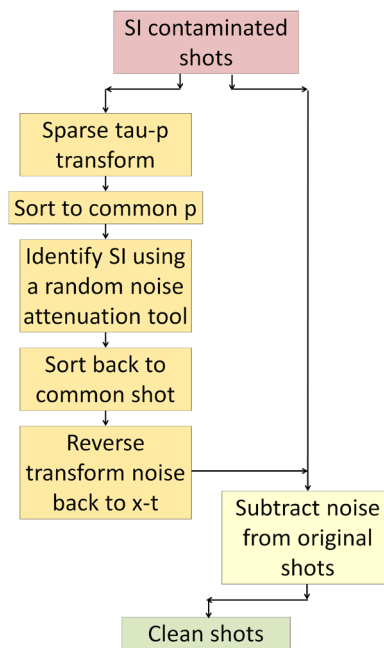 SI contaminated
shots
Sparse tau-p
transform
Sort to common p
Identify SI using
a random noise
attenuation tool
Sort back to
common shot
Reverse
transform noise
back to x-t
Subtract noise
from original
shots
Clean shots